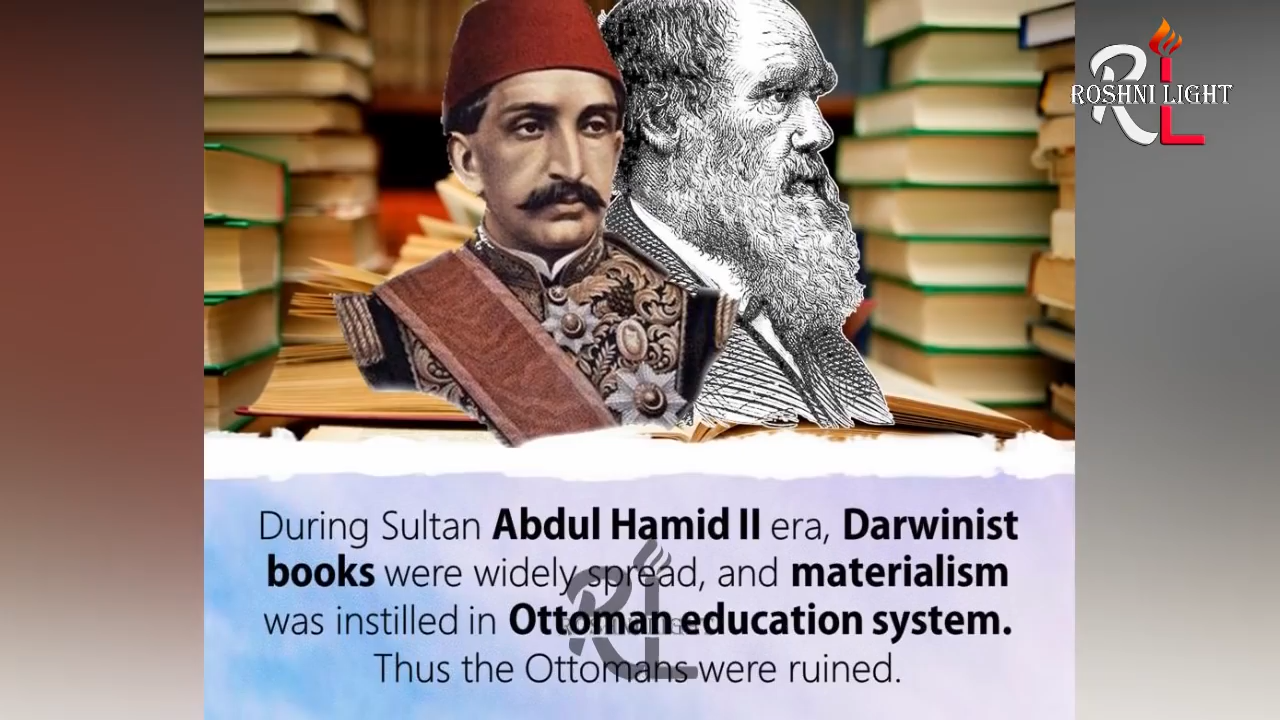 ROSHNI LIGHT
During Sultan Abdul Hamid II era, Darwinist
books were widely spread, and materialism
was instilled in Ottoman education system.
Thus the Ottomans were ruined.